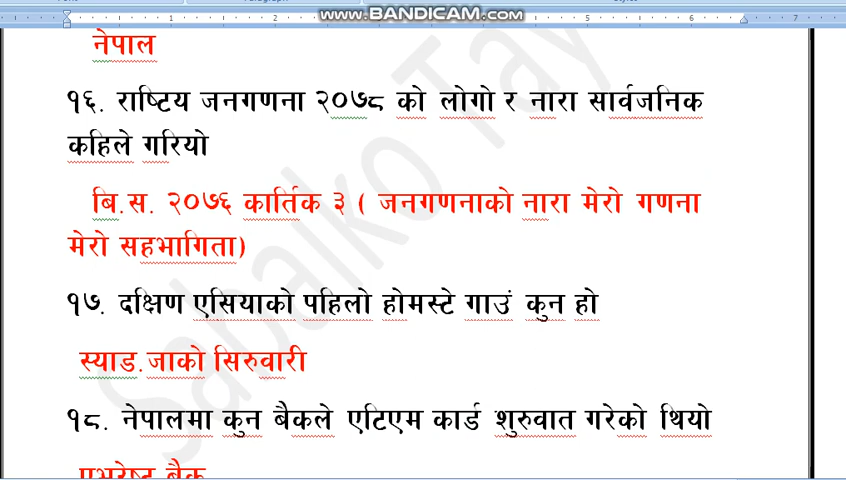 www.BANDICAM.com
नेपाल
१६. राष्टिय जनगणना २०७८ को लोगो र नारा सार्वजनिक
कहिले गरियो
बि.स. २०७६ कार्तिक ३ ( जनगणनाको नारा मेरो गणना
मेरो सहभागिता)
१७. दक्षिण एसियाको पहिलो होमस्टे गाउं कुन हो
स्याड.जाको सिरुवारी
१८. नेपालमा कुन बैकले एटिएम कार्ड शुरुवात गरेको थियो
एभरेष्ट बैक